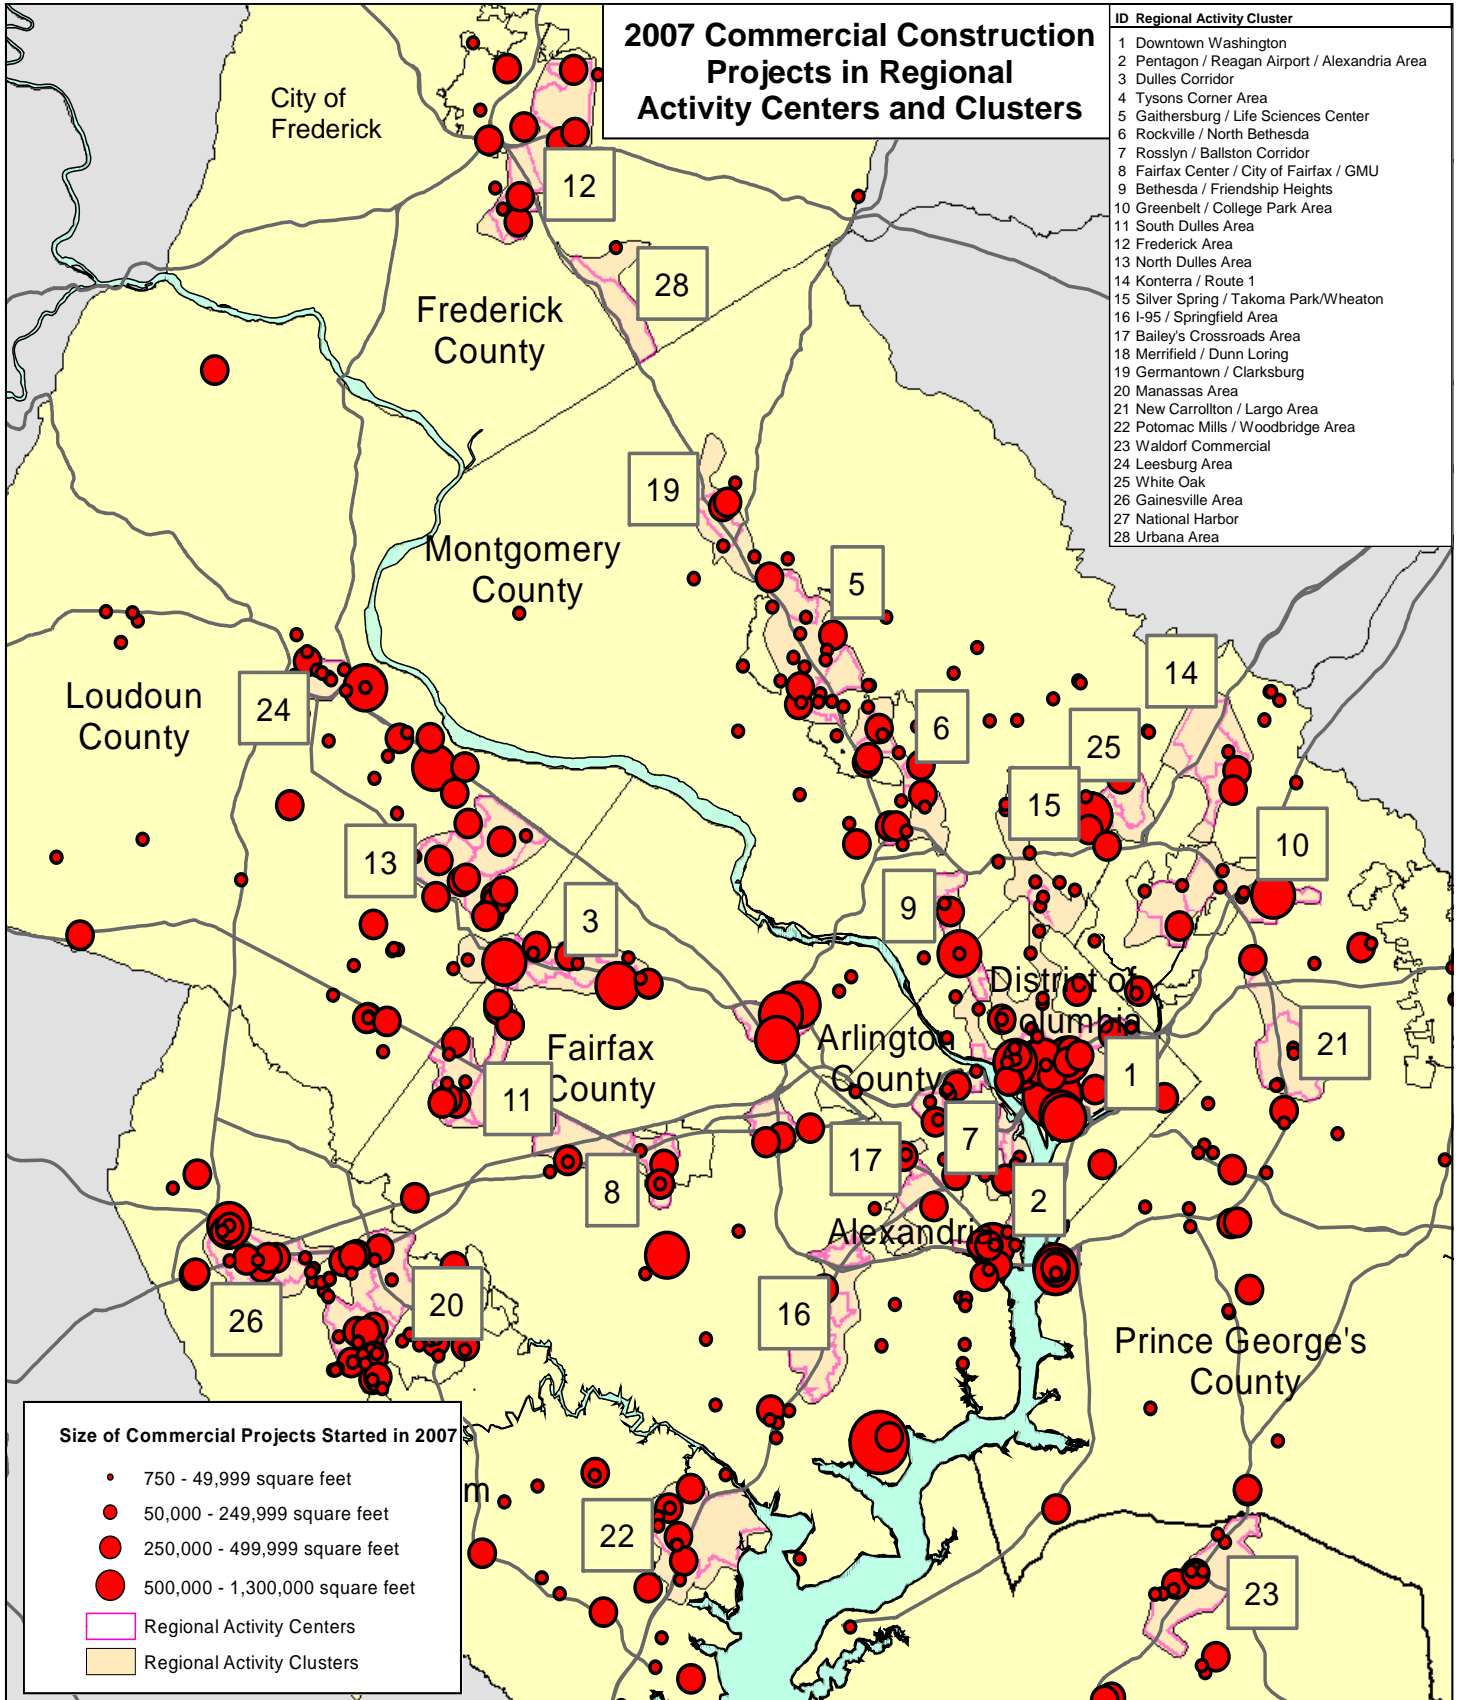 2007 Commercial Construction
Projects in Regional
Activity Centers and Clusters
ID Regional Activity Cluster
1 Downtown Washington
2 Pentagon / Reagan Airport / Alexandria Area
3 Dulles Corridor
4 Tysons Corner Area
5 Gaithersburg / Life Sciences Center
6 Rockville / North Bethesda
7 Rosslyn / Ballston Corridor
8 Fairfax Center / City of Fairfax / GMU
9 Bethesda / Friendship Heights
10 Greenbelt / College Park Area
11 South Dulles Area
12 Frederick Area
13 North Dulles Area
14 Konterra / Route 1
15 Silver Spring / Takoma Park/Wheaton
16 I-95 / Springfield Area
17 Bailey's Crossroads Area
18 Merrifield / Dunn Loring
19 Germantown / Clarksburg
20 Manassas Area
21 New Carrollton / Largo Area
22 Potomac Mills / Woodbridge Area
23 Waldorf Commercial
24 Leesburg Area
25 White Oak
26 Gainesville Area
27 National Harbor
28 Urbana Area
City of
Frederick
12
28
Frederick
County
19
Montgomery
County
5
14
Loudoun
County
24
6
25
15
13
10
9
3
District of
Columbia
Arlington
County
21
Fairfax
County
1
11
7
17
8
2
Alexandria
20
26
16
Prince George's
County
m
22
23
Size of Commercial Projects Started in 2007
750 - 49,999 square feet
50,000 - 249,999 square feet
250,000 - 499,999 square feet
500,000 - 1,300,000 square feet
Regional Activity Centers
Regional Activity Clusters